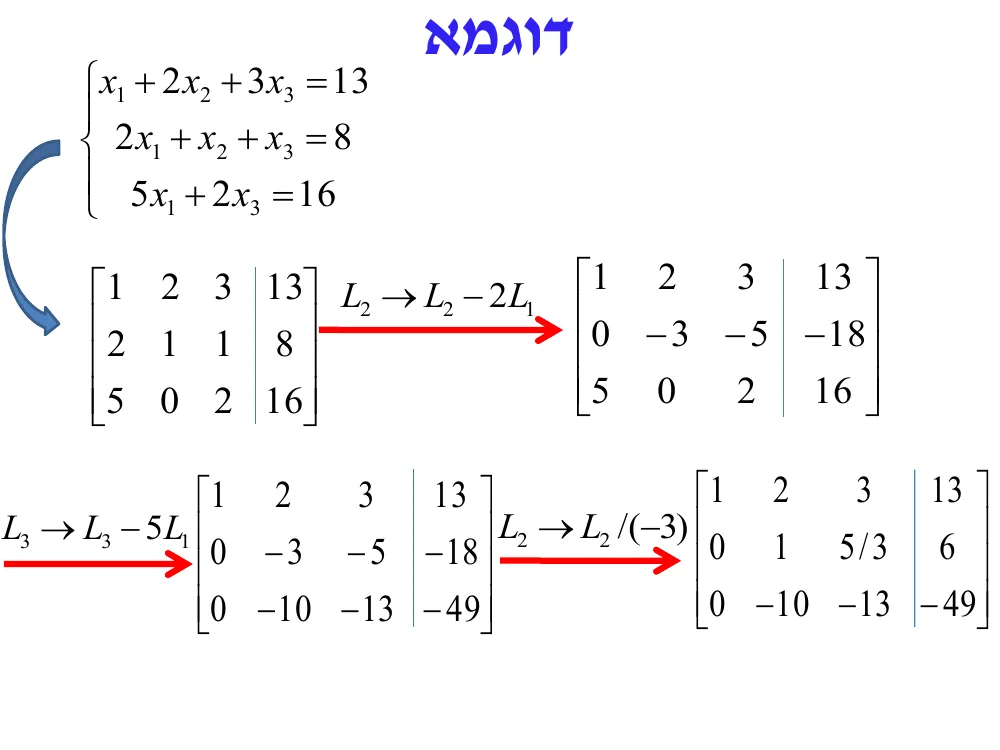 דוגמא
x₁ + 2x₂ + 3x₃ = 13
2x₁ + x₂ + x₃ = 8
5x₁ + 2x₃ = 16
1 2 3 13
2 1 1 8
5 0 2 16
L₂ → L₂ − 2L₁
1 2 3 13
0 −3 −5 −18
5 0 2 16
L₃ → L₃ − 5L₁
1 2 3 13
0 −3 −5 −18
0 −10 −13 −49
L₂ → L₂ /(−3)
1 2 3 13
0 1 5/3 6
0 −10 −13 −49